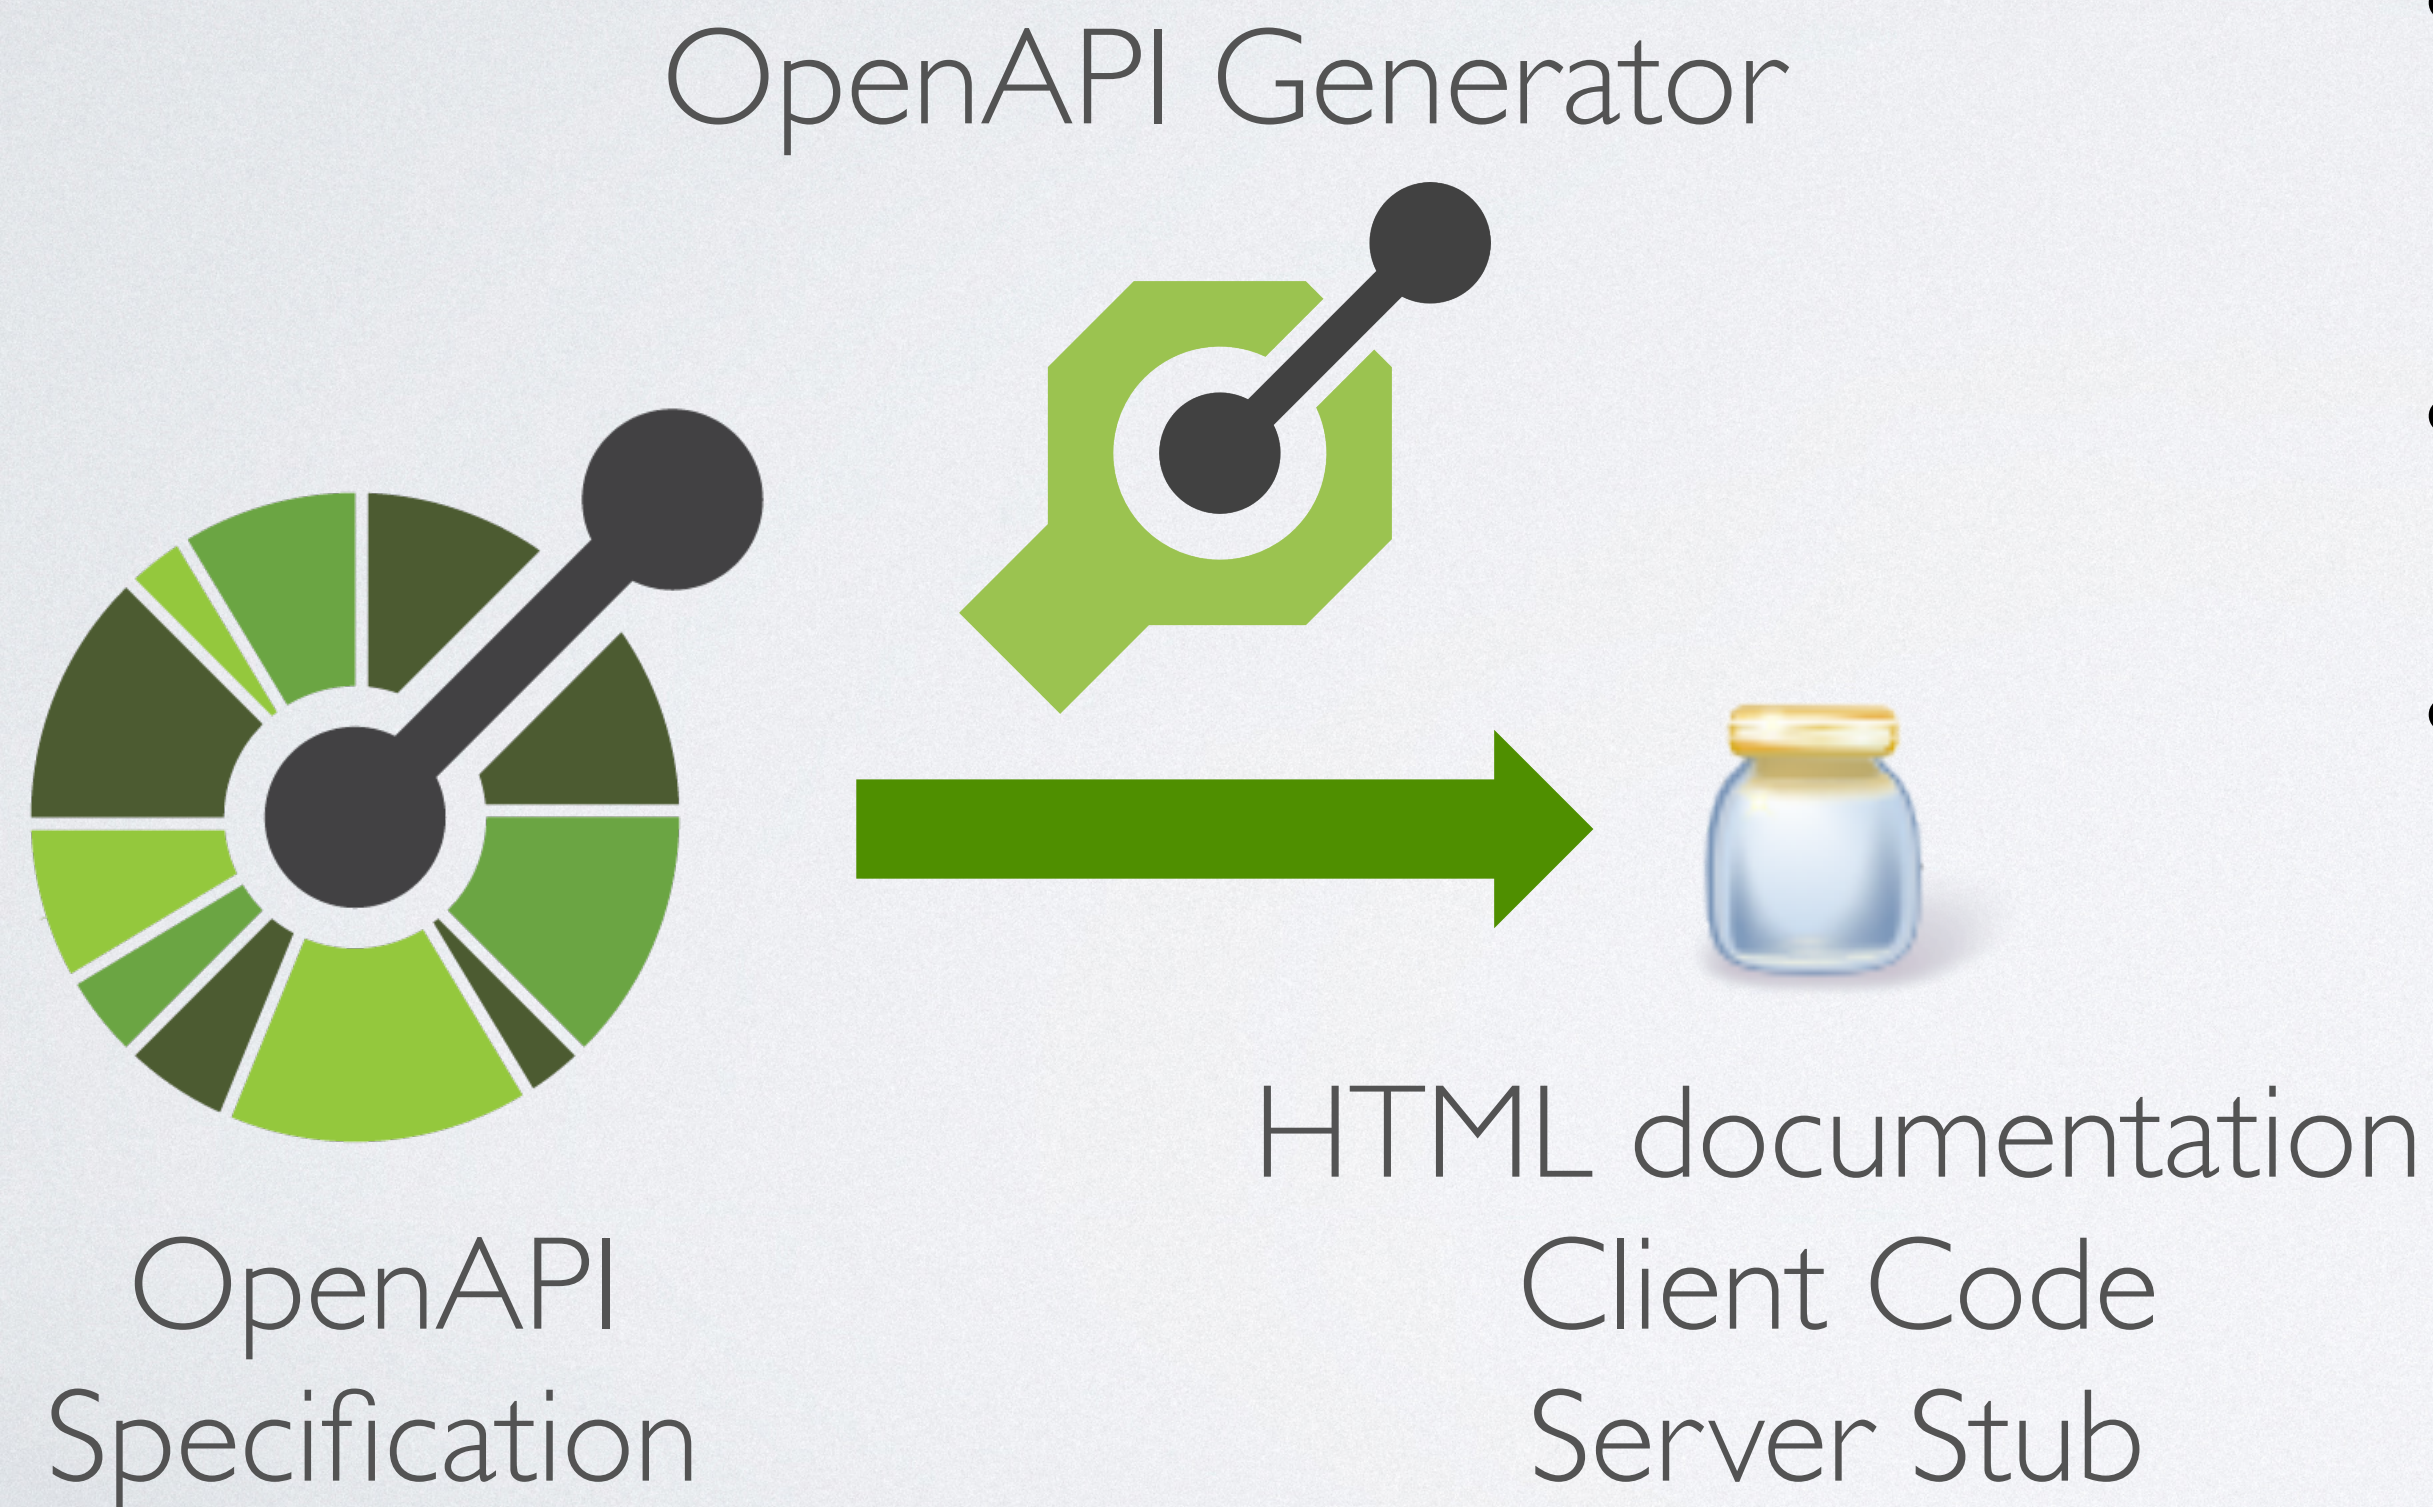 OpenAPI Generator
OpenAPI
Specification
HTML documentation
Client Code
Server Stub